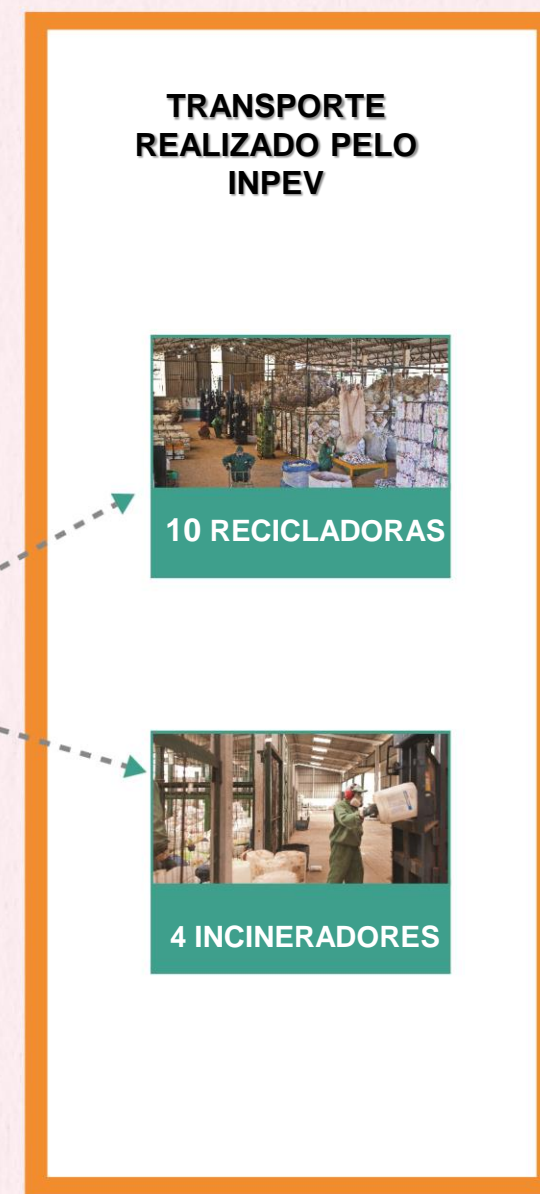 TRANSPORTE
REALIZADO PELO
INPEV
10 RECICLADORAS
4 INCINERADORES